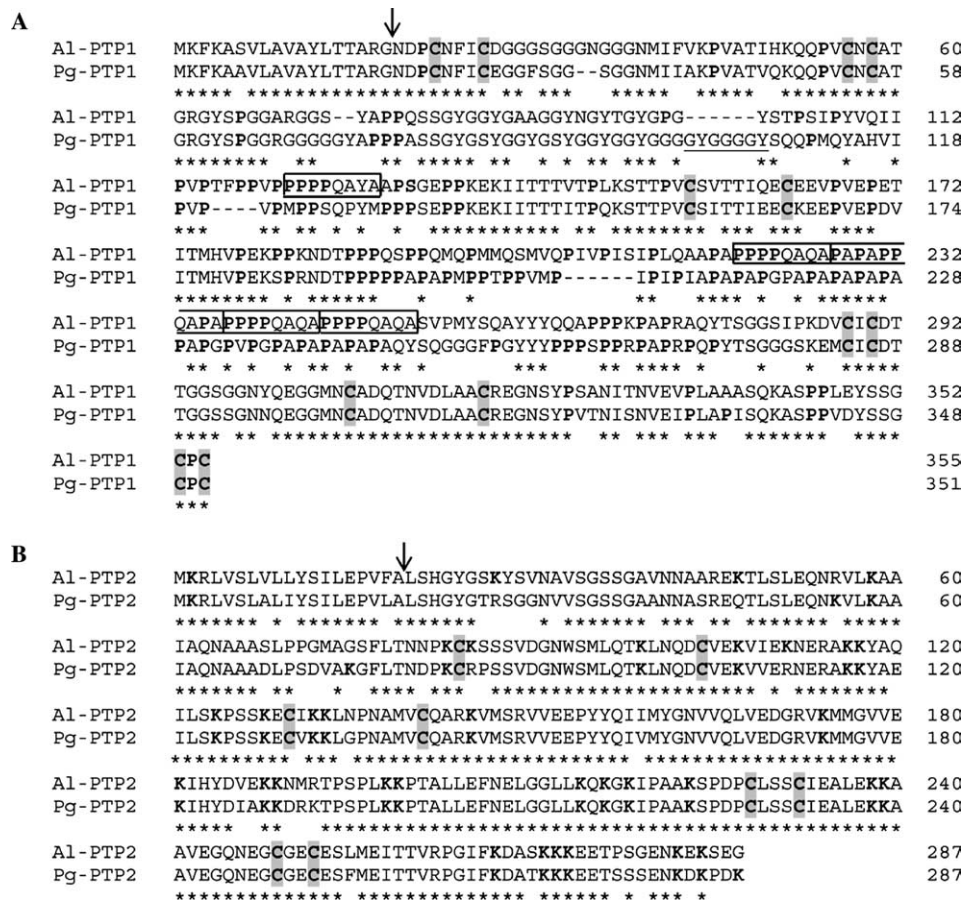 A
Al-PTP1 MKFKASVLAVAYLTTARGNDPCNFICDGGGSGGGNGGGNMIFVKPVATIHKQQPVCNCAT 60
Pg-PTP1 MKFKAAVLAVAYLTTARGNDPCNFICEGGFSGG--SGGNMIIAKPVATVQKQQPVCNCAT 58
***** ******************** ** *** **** ****** **********
Al-PTP1 GRGYSPGGARGGS--YAPPQSSGYGGYGAAGGYNGYTGYGPG------YSTPSIPYVQII 112
Pg-PTP1 GRGYSPGGRGGGGGYAPPPASSGYGGYGSYGGYGSYGGYGYGGYGGGGYGYGGGGYSQQPMQYAHVI 118
Al-PTP1 PVPTFPPVPPPPPQAYAAPSGEPPKEKIITTTVTPLKSTTPVCSVTTIQECEEVPVEPET 172
Pg-PTP1 PVP----VPMPPSQPYMPPPSEPPKEKIITTTITPQKSTTPVCSITTIEECKEEPVEPDV 174
Al-PTP1 ITMHVPEKPPKNDTPPPQSPPQMQPMMQSMVQPIVPISIPLQAAPAPPPPQAQAPAPAPP 232
Pg-PTP1 ITMHVPEKSPRNDTPPPPPAPAPMPPTPPVMP------IPIPIAPAPAPGPAPAPAPAPA 228
Al-PTP1 QAPAPPPPQAQAPPPPQAQASVPMYSQAYYYQQAPPPKPAPRAQYTSGGSIPKDVCICDT 292
Pg-PTP1 PAPGPVPGPAPAPAPAPAQYSQGGGFPGYYYPPPSPPRPAPRPQPYTSGGGSKEMCICDT 288
Al-PTP1 TGGSGGNYQEGGMNCADQTNVDLAACREGNSYPSANITNVEVPLAAASQKASPPLEYSSG 352
Pg-PTP1 TGGSSGNNQEGGMNCADQTNVDLAACREGNSYPVTNISNVEIPLAPISQKASPPVDYSSG 348
Al-PTP1 CPC 355
Pg-PTP1 CPC 351
***
B
Al-PTP2 MKRLVSLVLLYSILEPVFALSHGYGSKYSVNAVSGSSGAVNNAAREKTLSLEQNRVLKAA 60
Pg-PTP2 MKRLVSLALIYSILEPVLALSHGYGTRSGGNVVSGSSGAANNASREQTLSLEQNKVLKAA 60
Al-PTP2 IAQNAAASLPPGMAGSFLTNNPKCKSSSVDGNWSMLQTKLNQDCVEKVIEKNERAKKYAQ 120
Pg-PTP2 IAQNAAADLPSDVAKGFLTNDPKCRPSSVDGNWSMLQTKLNQDCVEKVVERNERAKKYAE 120
Al-PTP2 ILSKPSSKECIKKLNPNAMVCQARKVMSRVVEEPYYQIIMYGNVVQLVEDGRVKMMGVVE 180
Pg-PTP2 ILSKPSSKECVKKLGPNAMVCQARKVMSRVVEEPYYQIVMYGNVVQLVEDGRVKMMGVVE 180
Al-PTP2 KIHYDVEKKNMRTPSPLKKPTALLEFNELGGLLKQKGKIPAAKSPDPCLSSCIEALEKKA 240
Pg-PTP2 KIHYDIAKKDRKTPSPLKKPTALLEFNELGGLLKQKGKIPAAKSPDPCLSSCIEALEKKA 240
Al-PTP2 AVEGQNEGCGECESLMEITTVRPGIFKDASKKKEETPSGENKEKSEG 287
Pg-PTP2 AVEGQNEGCGECESFMEITTVRPGIFKDATKKKEETSSSENKDKPDK 287